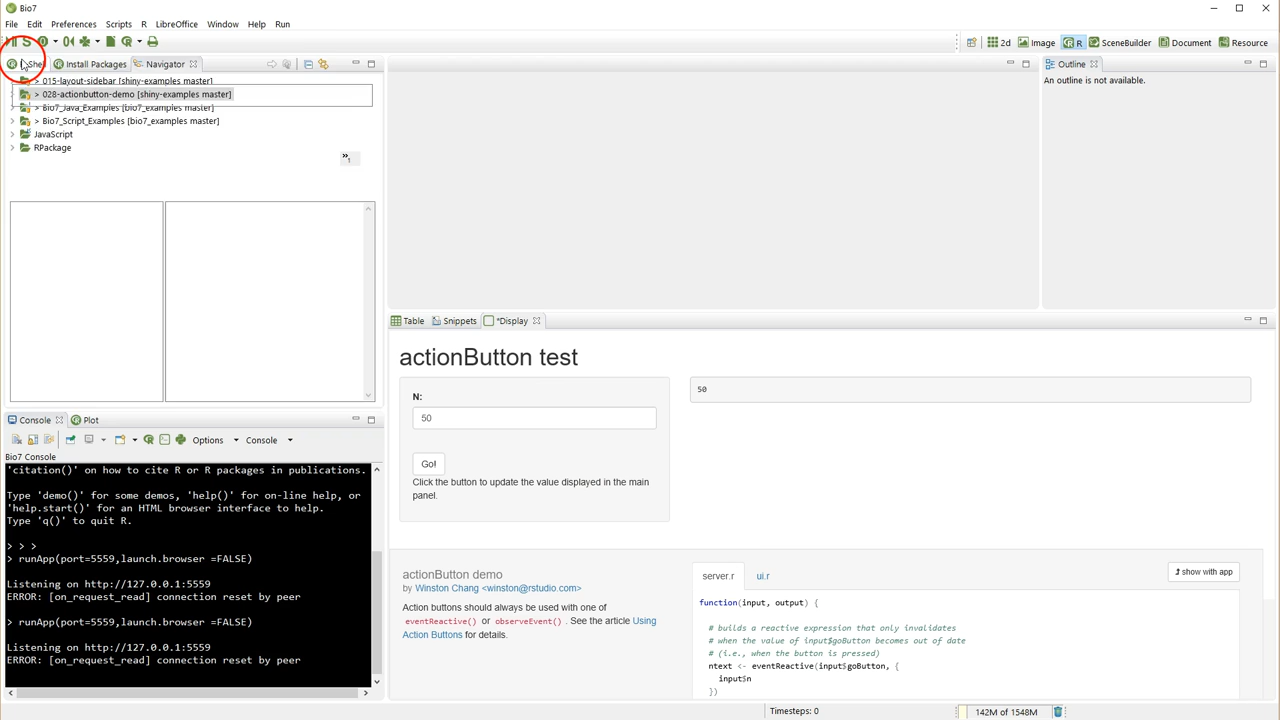 Bio7
File Edit Preferences Scripts R LibreOffice Window Help Run
2d Image R SceneBuilder Document Resource
Install Packages Navigator
> 015-layout-sidebar [shiny-examples master]
> 028-actionbutton-demo [shiny-examples master]
> Bio7_Java_Examples [bio7_examples master]
> Bio7_Script_Examples [bio7_examples master]
JavaScript
RPackage
»1
Outline
An outline is not available.
Table Snippets *Display
actionButton test
N:
50
Go!
Click the button to update the value displayed in the main
panel.
50
actionButton demo
by Winston Chang <winston@rstudio.com>
Action buttons should always be used with one of
eventReactive() or observeEvent() . See the article Using
Action Buttons for details.
server.r ui.r
show with app
function(input, output) {
# builds a reactive expression that only invalidates
# when the value of input$goButton becomes out of date
# (i.e., when the button is pressed)
ntext <- eventReactive(input$goButton, {
input$n
})
Console Plot
Options Console
Bio7 Console
'citation()' on how to cite R or R packages in publications.
Type 'demo()' for some demos, 'help()' for on-line help, or
'help.start()' for an HTML browser interface to help.
Type 'q()' to quit R.
> > >
> runApp(port=5559,launch.browser =FALSE)
Listening on http://127.0.0.1:5559
ERROR: [on_request_read] connection reset by peer
> runApp(port=5559,launch.browser =FALSE)
Listening on http://127.0.0.1:5559
ERROR: [on_request_read] connection reset by peer
Timesteps: 0
142M of 1548M